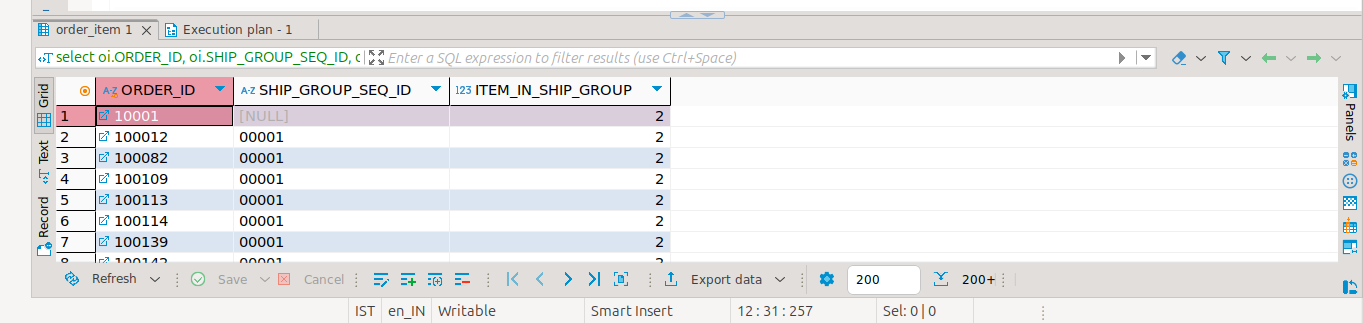 order_item 1 Execution plan - 1
select oi.ORDER_ID, oi.SHIP_GROUP_SEQ_ID, c Enter a SQL expression to filter results (use Ctrl+Space)
Grid
Text
Record
Panels
A-Z ORDER_ID A-Z SHIP_GROUP_SEQ_ID 123 ITEM_IN_SHIP_GROUP
1 10001 [NULL] 2
2 100012 00001 2
3 100082 00001 2
4 100109 00001 2
5 100113 00001 2
6 100114 00001 2
7 100139 00001 2
8 100142 00001 2
Refresh Save Cancel Export data 200 200+
IST en_IN Writable Smart Insert 12 : 31 : 257 Sel: 0 | 0